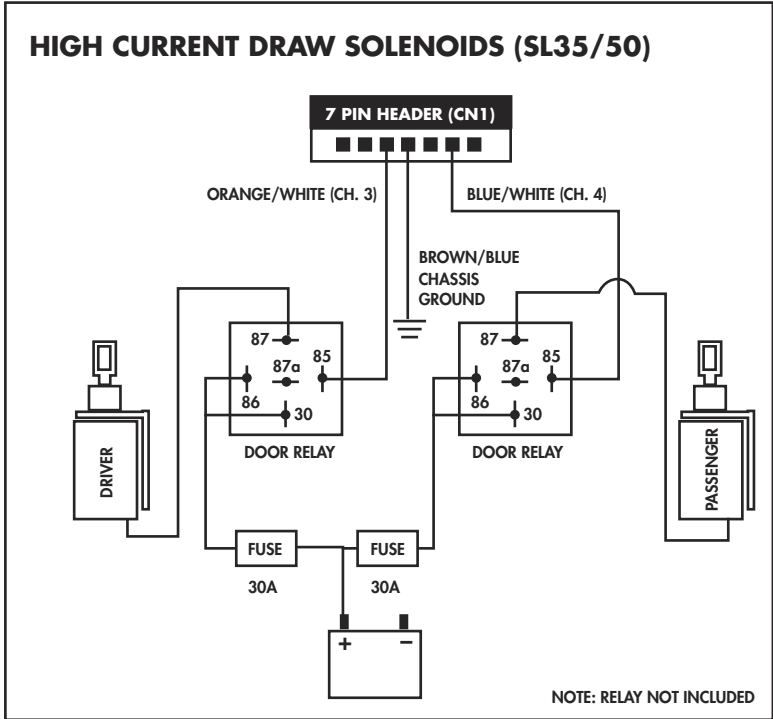 HIGH CURRENT DRAW SOLENOIDS (SL35/50)
7 PIN HEADER (CN1)
ORANGE/WHITE (CH. 3)
BLUE/WHITE (CH. 4)
BROWN/BLUE
CHASSIS
GROUND
87
87a
85
86
30
DOOR RELAY
87
87a
85
86
30
DOOR RELAY
DRIVER
PASSENGER
FUSE
30A
FUSE
30A
+
−
NOTE: RELAY NOT INCLUDED